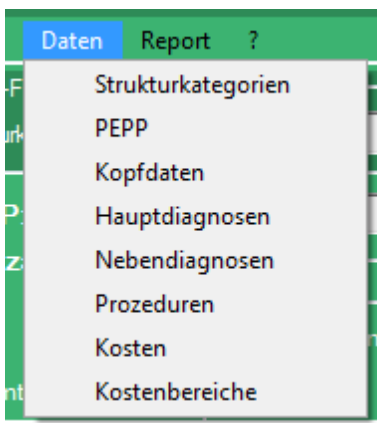 Daten Report ?
Strukturkategorien
PEPP
Kopfdaten
Hauptdiagnosen
Nebendiagnosen
Prozeduren
Kosten
Kostenbereiche